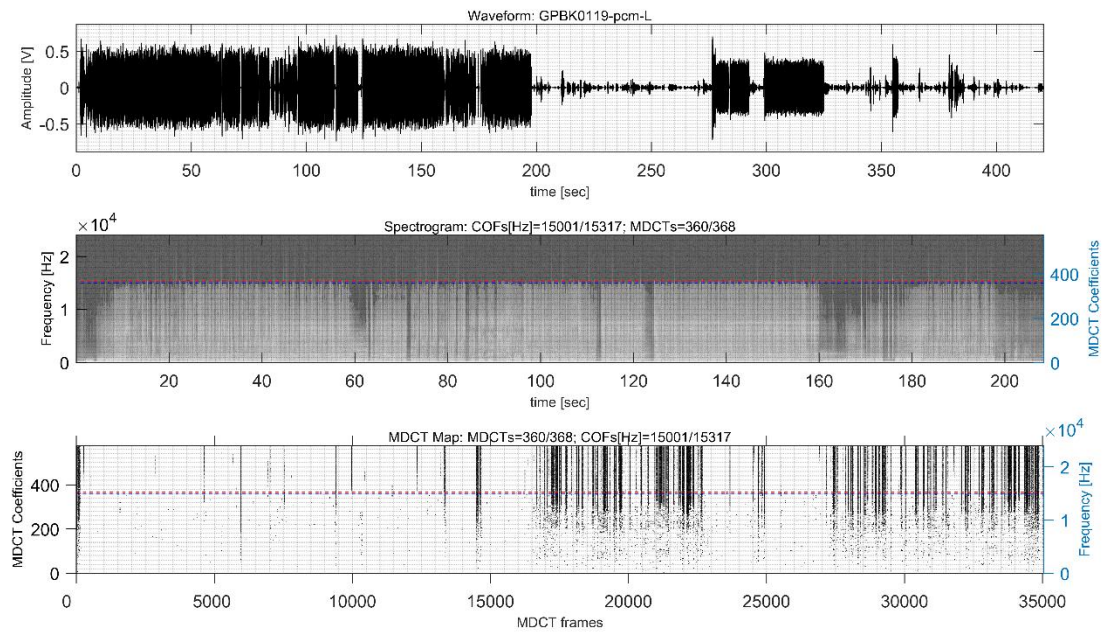 Waveform: GPBK0119-pcm-L
Amplitude [V]
0.5
0
-0.5
0 50 100 150 200 250 300 350 400
time [sec]
×10⁴
Spectrogram: COFs[Hz]=15001/15317; MDCTs=360/368
Frequency [Hz]
2
1
0
400
200
0
MDCT Coefficients
20 40 60 80 100 120 140 160 180 200
time [sec]
MDCT Map: MDCTs=360/368; COFs[Hz]=15001/15317
×10⁴
MDCT Coefficients
400
200
0
2
1
0
Frequency [Hz]
0 5000 10000 15000 20000 25000 30000 35000
MDCT frames